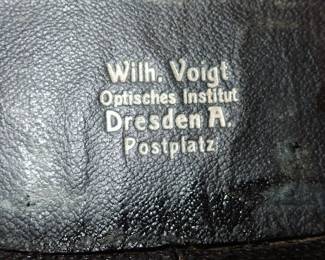 Wilh. Voigt
Optisches Institut
Dresden A.
Postplatz